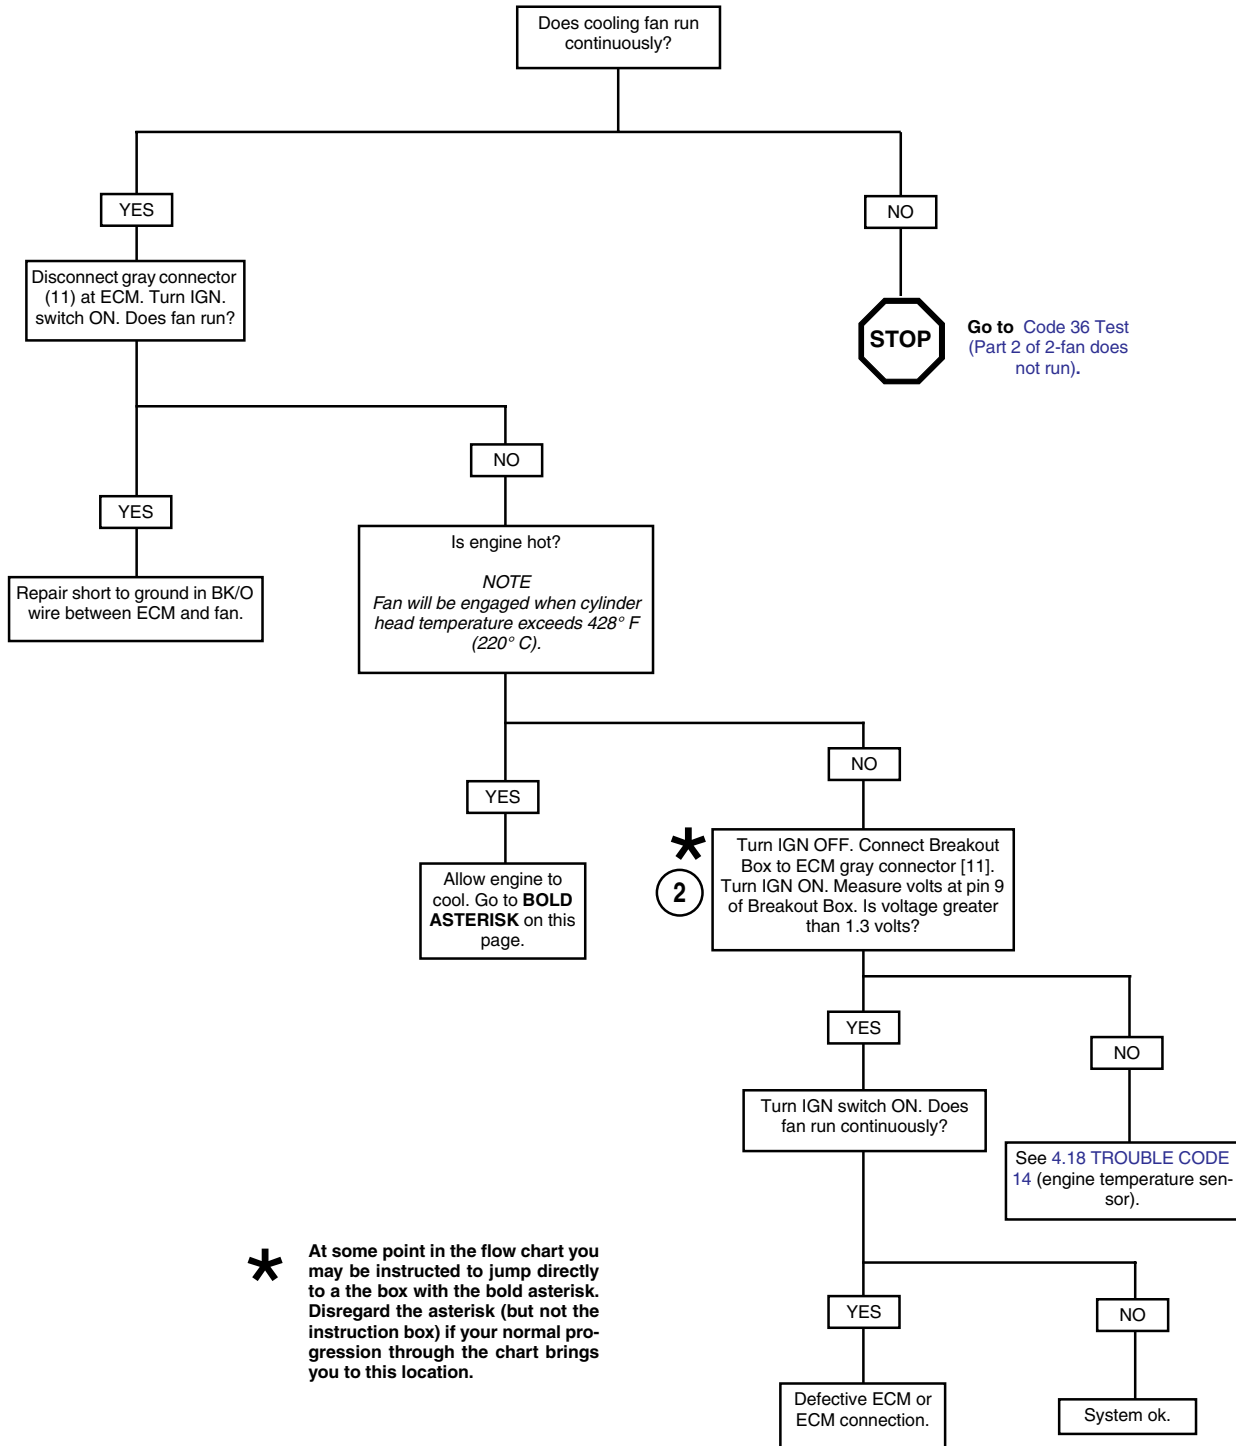 Does cooling fan run
continuously?
YES
NO
Disconnect gray connector
(11) at ECM. Turn IGN.
switch ON. Does fan run?
STOP
Go to Code 36 Test
(Part 2 of 2-fan does
not run).
NO
YES
Is engine hot?
NOTE
Fan will be engaged when cylinder
head temperature exceeds 428° F
(220° C).
Repair short to ground in BK/O
wire between ECM and fan.
NO
YES
*
2
Turn IGN OFF. Connect Breakout
Box to ECM gray connector [11].
Turn IGN ON. Measure volts at pin 9
of Breakout Box. Is voltage greater
than 1.3 volts?
Allow engine to
cool. Go to BOLD
ASTERISK on this
page.
YES
NO
Turn IGN switch ON. Does
fan run continuously?
See 4.18 TROUBLE CODE
14 (engine temperature sen-
sor).
*
At some point in the flow chart you
may be instructed to jump directly
to a the box with the bold asterisk.
Disregard the asterisk (but not the
instruction box) if your normal pro-
gression through the chart brings
you to this location.
YES
NO
Defective ECM or
ECM connection.
System ok.